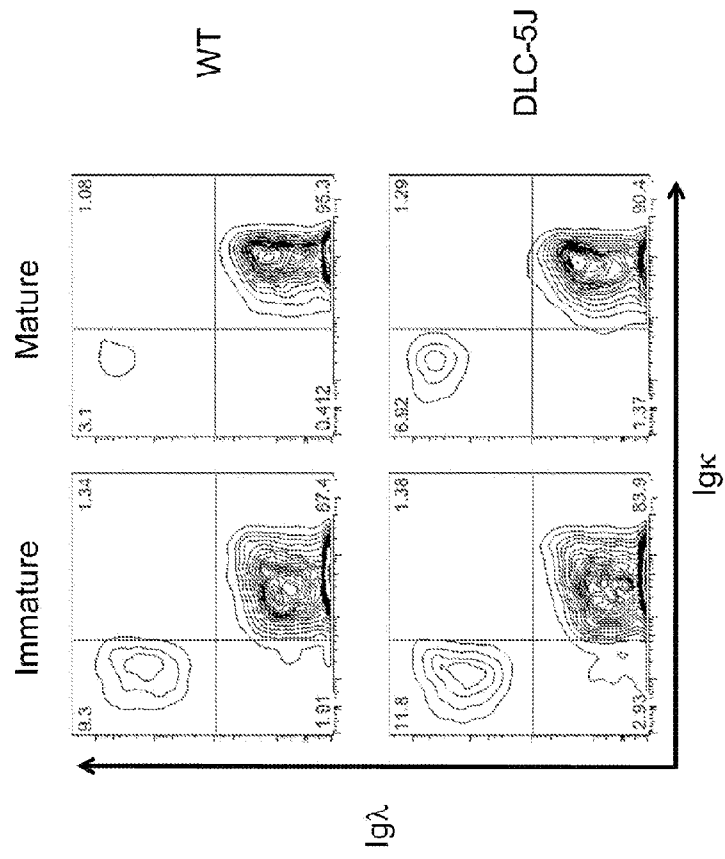 Immature
Mature
9.3
1.34
3.1
1.08
WT
1.91
87.4
0.412
95.3
11.8
1.38
6.92
1.29
DLC-5J
2.93
83.9
1.37
90.4
Igλ
Igκ